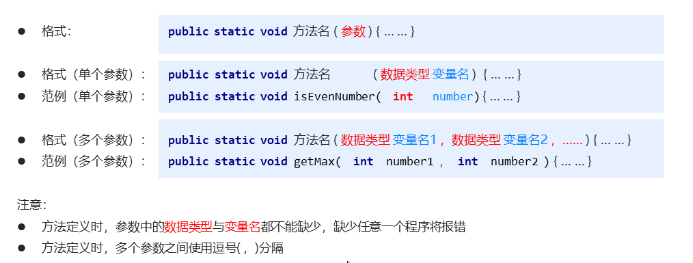 ● 格式： public static void 方法名 ( 参数 ) { ... ... }
● 格式（单个参数）： public static void 方法名 ( 数据类型 变量名 ) { ... ... }
● 范例（单个参数）： public static void isEvenNumber( int number){ ... ... }
● 格式（多个参数）： public static void 方法名 ( 数据类型 变量名1 , 数据类型 变量名2 , ...... ) { ... ... }
● 范例（多个参数）： public static void getMax( int number1 , int number2 ) { ... ... }
注意：
● 方法定义时，参数中的数据类型与变量名都不能缺少，缺少任意一个程序将报错
● 方法定义时，多个参数之间使用逗号( , )分隔